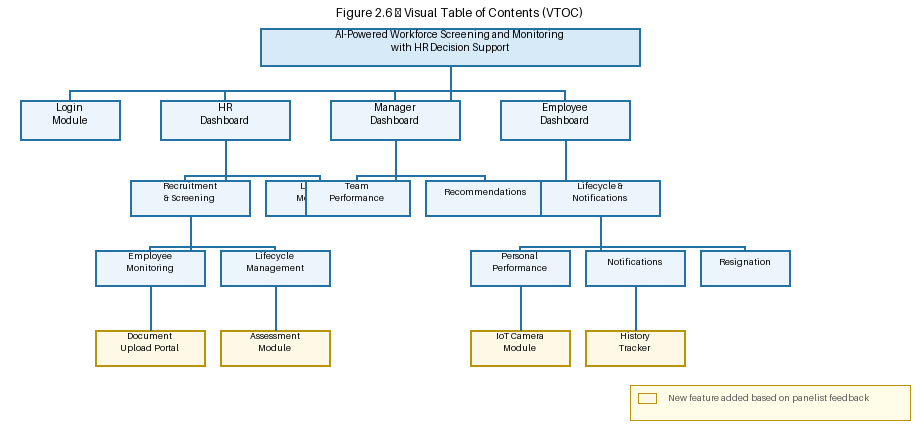 Figure 2.6 Visual Table of Contents (VTOC)
AI-Powered Workforce Screening and Monitoring
with HR Decision Support
Login
Module
HR
Dashboard
Manager
Dashboard
Employee
Dashboard
Recruitment
& Screening
Team
Performance
Recommendations
Lifecycle &
Notifications
Employee
Monitoring
Lifecycle
Management
Personal
Performance
Notifications
Resignation
Document
Upload Portal
Assessment
Module
IoT Camera
Module
History
Tracker
New feature added based on panelist feedback